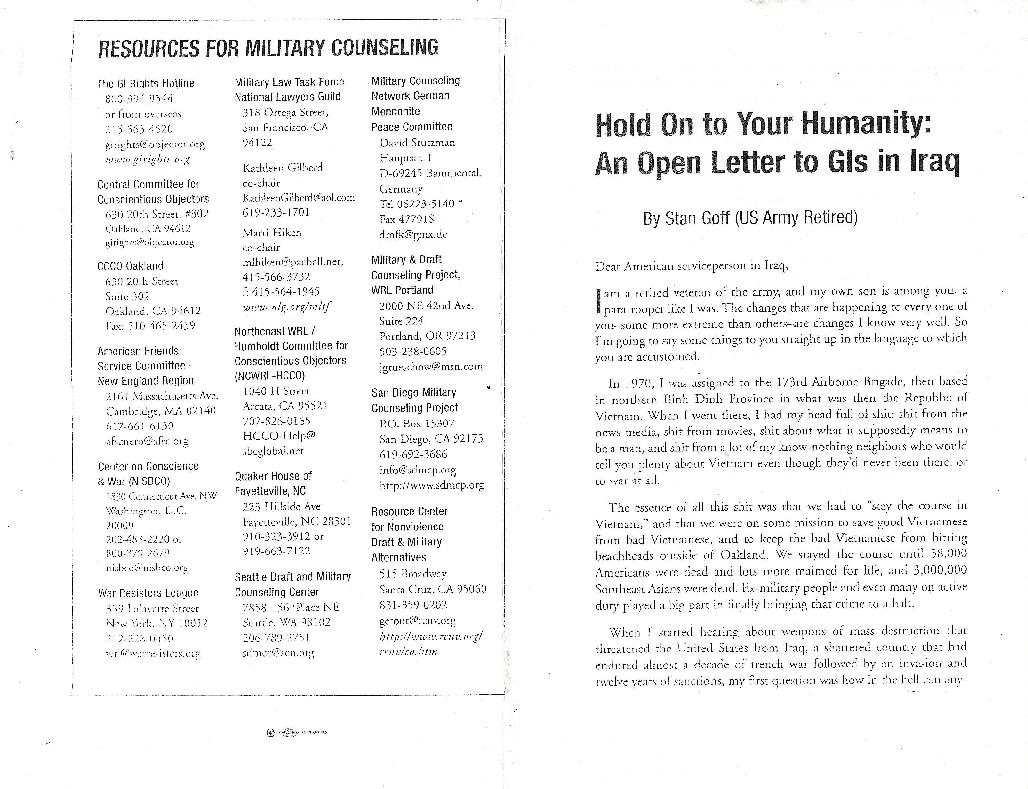 RESOURCES FOR MILITARY COUNSELING
The GI Rights Hotline
800-394-9544
or from overseas
215-563-4620
girights@objector.org
www.girights.org
Central Committee for
Conscientious Objectors
630 20th Street, #302
Oakland, CA 94612
girights@objector.org
CCCO Oakland
630 20th Street
Suite 302
Oakland, CA 94612
Fax: 510-465-2459
American Friends
Service Committee -
New England Region
2161 Massachusetts Ave.
Cambridge, MA 02140
617-661-6130
afscnero@afsc.org
Center on Conscience
& War (NISBCO)
1830 Connecticut Ave. NW
Washington, D.C.
20009
202-483-2220 or
nisbco@nisbco.org
War Resisters League
339 Lafayette Street
New York, NY 10012
212-228-0450
wrl@warresisters.org
Military Law Task Force
National Lawyers Guild
318 Ortega Street,
San Francisco, CA
94122
Kathleen Gilberd
co-chair
KathleenGilberd@aol.com
619-233-1701
Marti Hiken
co-chair
mlhiken@pacbell.net,
415-566-3732
F 415-564-1945
www.nlg.org/mltf
Northcoast WRL /
Humboldt Committee for
Conscientious Objectors
(NCWRL-HCCO)
1040 H Street
Arcata, CA 95521
707-826-0165
HCCO-Help@
sbcglobal.net
Quaker House of
Fayetteville, NC
223 Hillside Ave
Fayetteville, NC 28301
910-323-3912 or
919-663-7122
Seattle Draft and Military
Counseling Center
Place NE
Seattle, WA 98102
206-789-2751
sdmcc@scn.org
Military Counseling
Network German
Mennonite
Peace Committee
David Stutzman
Hauptstr. 1
D-69245 Bammental,
Germany
Tel 06223-5140
Fax 47791S
dmfk@gmx.de
Military & Draft
Counseling Project,
WRL Portland
2000 NE 42nd Ave.
Suite 224
Portland, OR 97213
503-238-0605
jgrueschow@msn.com
San Diego Military
Counseling Project
P.O. Box 15307
San Diego, CA 92175
619-692-3686
info@sdmcp.org
http://www.sdmcp.org
Resource Center
for Nonviolence
Draft & Military
Alternatives
515 Broadway
Santa Cruz, CA 95060
831-359-0202
http://www.rcnv.org/
Hold On to Your Humanity:
An Open Letter to GIs in Iraq
By Stan Goff (US Army Retired)
Dear American serviceperson in Iraq,
I am a retired veteran of the army, and my own son is among you, a
paratrooper like I was. The changes that are happening to every one of
you–some more extreme than others–are changes I know very well. So
I'm going to say some things to you straight up in the language to which
you are accustomed.
In 1970, I was assigned to the 173rd Airborne Brigade, then based
in northern Binh Dinh Province in what was then the Republic of
Vietnam. When I went there, I had my head full of shit: shit from the
news media, shit from movies, shit about what it supposedly means to
be a man, and shit from a lot of my know-nothing neighbors who would
tell you plenty about Vietnam even though they'd never been there, or
to war at all.
The essence of all this shit was that we had to "stay the course in
Vietnam," and that we were on some mission to save good Vietnamese
from bad Vietnamese, and to keep the bad Vietnamese from hitting
beachheads outside of Oakland. We stayed the course until 58,000
Americans were dead and lots more maimed for life, and 3,000,000
Southeast Asians were dead. Ex-military people and even many on active
duty played a big part in finally bringing that crime to a halt.
When I started hearing about weapons of mass destruction that
threatened the United States from Iraq, a shattered country that had
endured almost a decade of trench war followed by an invasion and
twelve years of sanctions, my first question was how in the hell can any-